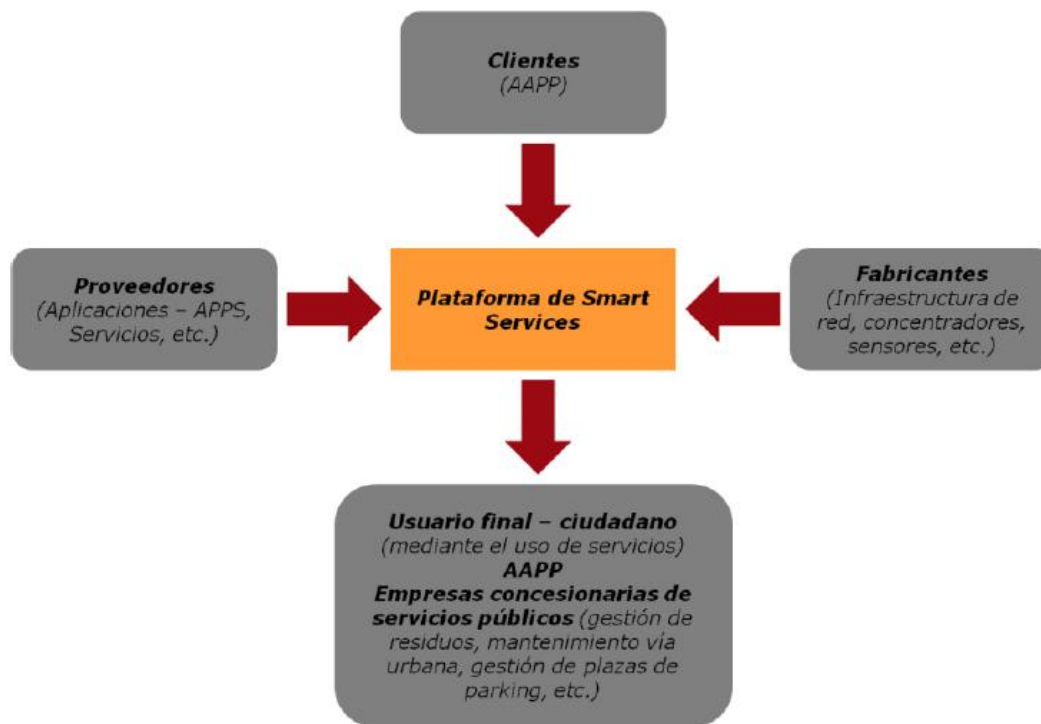 Clientes
(AAPP)
Proveedores
(Aplicaciones – APPS,
Servicios, etc.)
Plataforma de Smart
Services
Fabricantes
(Infraestructura de
red, concentradores,
sensores, etc.)
Usuario final – ciudadano
(mediante el uso de servicios)
AAPP
Empresas concesionarias de
servicios públicos (gestión de
residuos, mantenimiento vía
urbana, gestión de plazas de
parking, etc.)